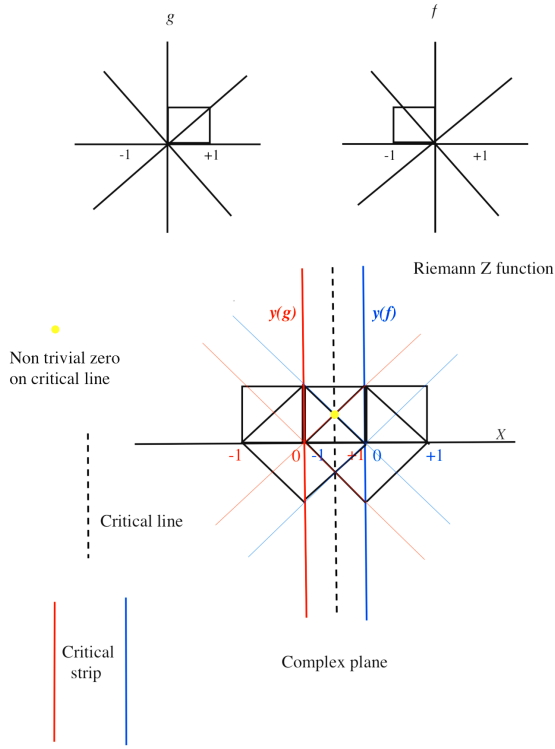 g
f
-1
+1
-1
+1
Riemann Z function
y(g)
y(f)
Non trivial zero
on critical line
X
-1
0
-1
+1
0
+1
Critical line
Critical
strip
Complex plane